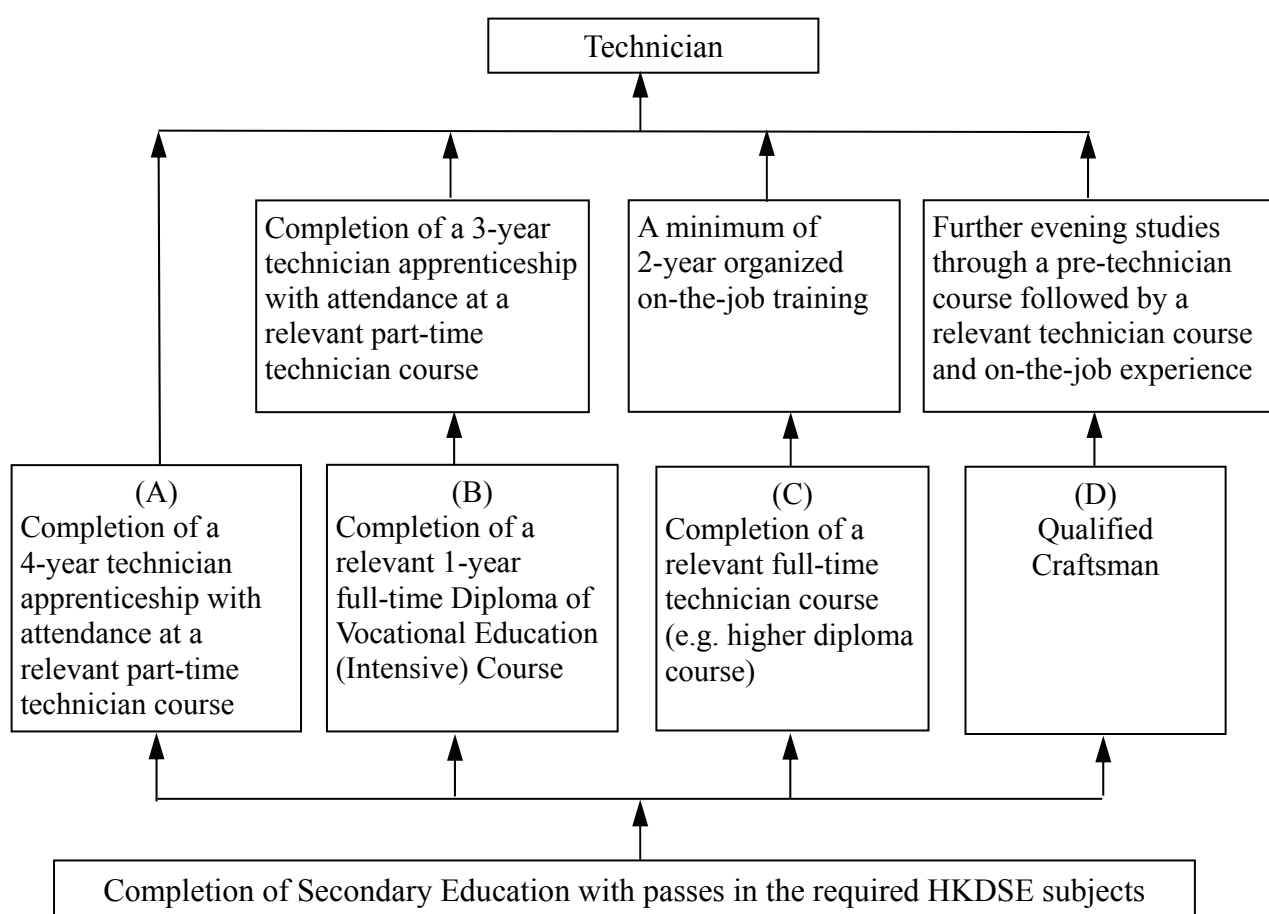 Technician
Completion of a 3-year
technician apprenticeship
with attendance at a
relevant part-time
technician course
A minimum of
2-year organized
on-the-job training
Further evening studies
through a pre-technician
course followed by a
relevant technician course
and on-the-job experience
(A)
Completion of a
4-year technician
apprenticeship with
attendance at a
relevant part-time
technician course
(B)
Completion of a
relevant 1-year
full-time Diploma of
Vocational Education
(Intensive) Course
(C)
Completion of a
relevant full-time
technician course
(e.g. higher diploma
course)
(D)
Qualified
Craftsman
Completion of Secondary Education with passes in the required HKDSE subjects